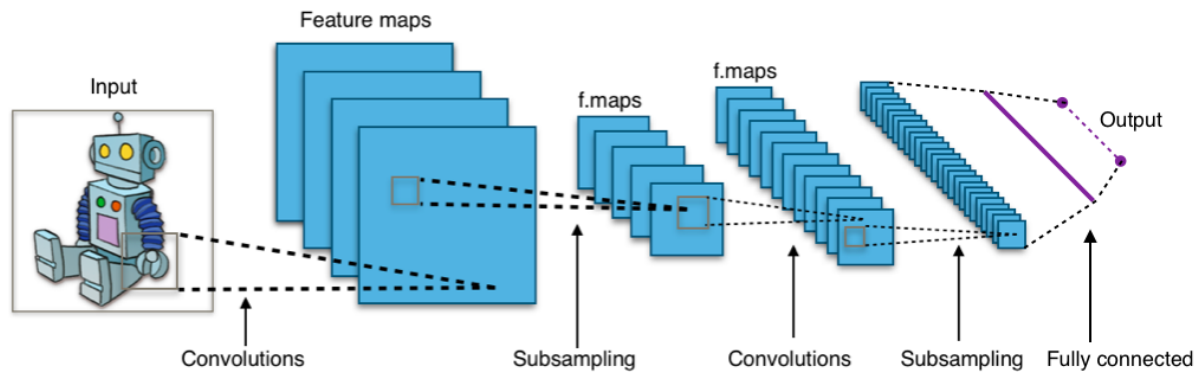 Feature maps
Input
f.maps
f.maps
Output
Convolutions
Subsampling
Convolutions
Subsampling
Fully connected